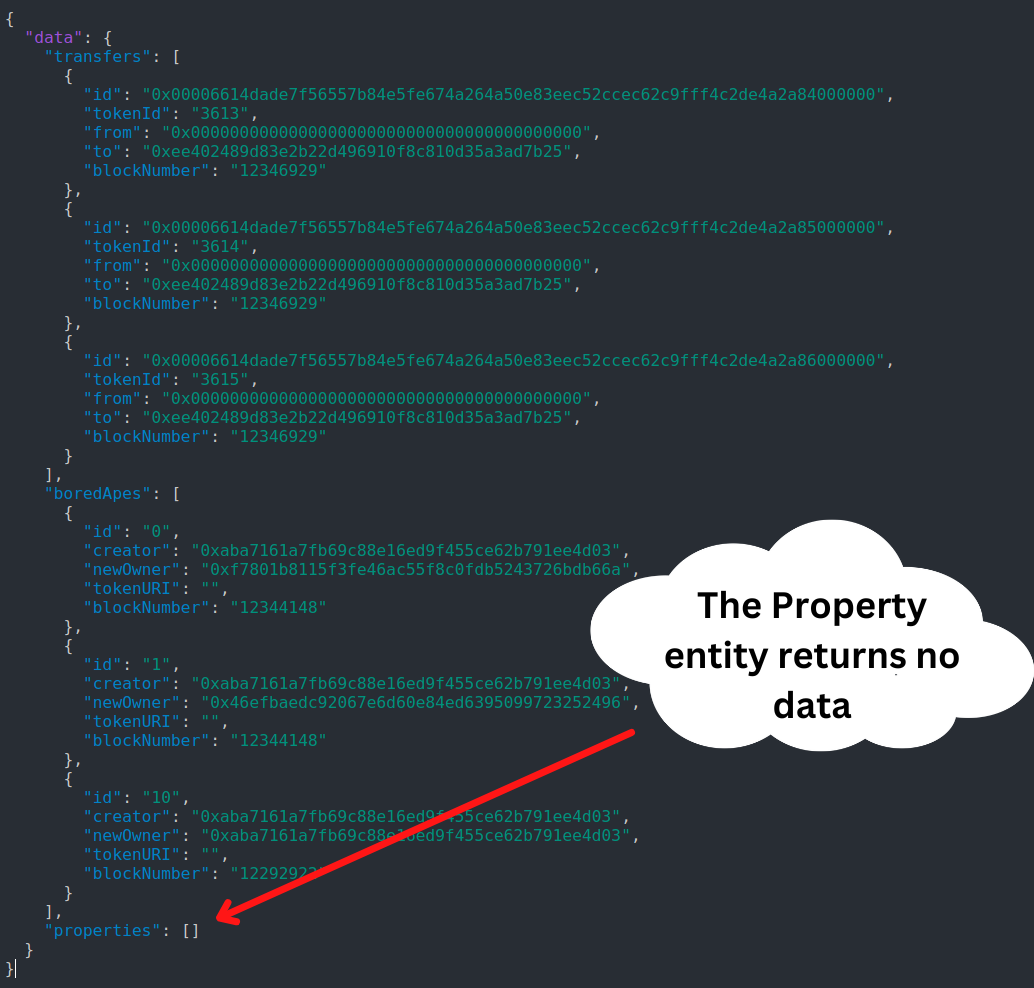 {
"data": {
"transfers": [
{
"id": "0x00006614dade7f56557b84e5fe674a264a50e83eec52ccec62c9fff4c2de4a2a84000000",
"tokenId": "3613",
"from": "0x0000000000000000000000000000000000000000",
"to": "0xee402489d83e2b22d496910f8c810d35a3ad7b25",
"blockNumber": "12346929"
},
{
"id": "0x00006614dade7f56557b84e5fe674a264a50e83eec52ccec62c9fff4c2de4a2a85000000",
"tokenId": "3614",
"from": "0x0000000000000000000000000000000000000000",
"to": "0xee402489d83e2b22d496910f8c810d35a3ad7b25",
"blockNumber": "12346929"
},
{
"id": "0x00006614dade7f56557b84e5fe674a264a50e83eec52ccec62c9fff4c2de4a2a86000000",
"tokenId": "3615",
"from": "0x0000000000000000000000000000000000000000",
"to": "0xee402489d83e2b22d496910f8c810d35a3ad7b25",
"blockNumber": "12346929"
}
],
"boredApes": [
{
"id": "0",
"creator": "0xaba7161a7fb69c88e16ed9f455ce62b791ee4d03",
"newOwner": "0xf7801b8115f3fe46ac55f8c0fdb5243726bdb66a",
"tokenURI": "",
"blockNumber": "12344148"
},
{
"id": "1",
"creator": "0xaba7161a7fb69c88e16ed9f455ce62b791ee4d03",
"newOwner": "0x46efbaedc92067e6d60e84ed6395099723252496",
"tokenURI": "",
"blockNumber": "12344148"
},
{
"id": "10",
"creator": "0xaba7161a7fb69c88e16ed9f455ce62b791ee4d03",
"newOwner": "0xaba7161a7fb69c88e16ed9f455ce62b791ee4d03",
"tokenURI": "",
"blockNumber":
}
],
"properties": []
}
}
The Property
entity returns no
data